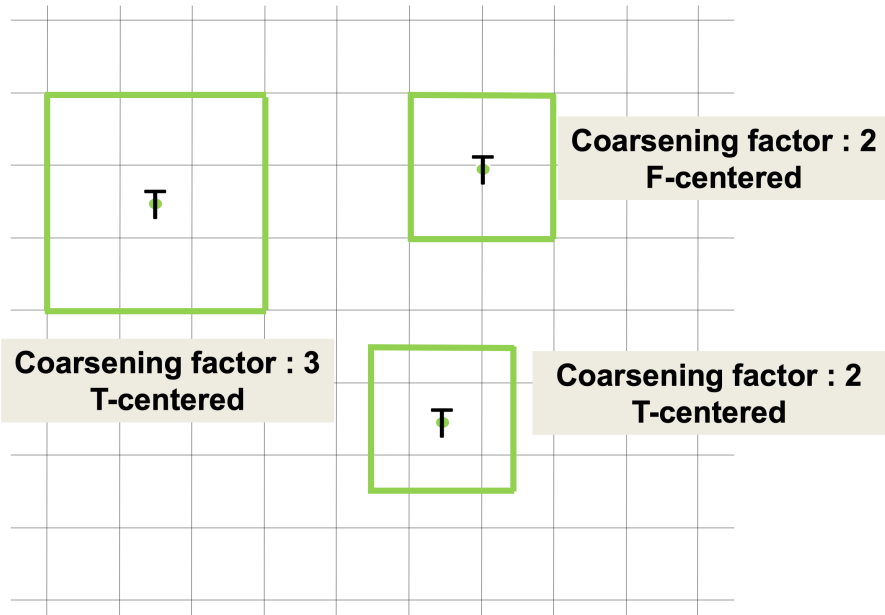 T
T
Coarsening factor : 2
F-centered
Coarsening factor : 3
T-centered
T
Coarsening factor : 2
T-centered